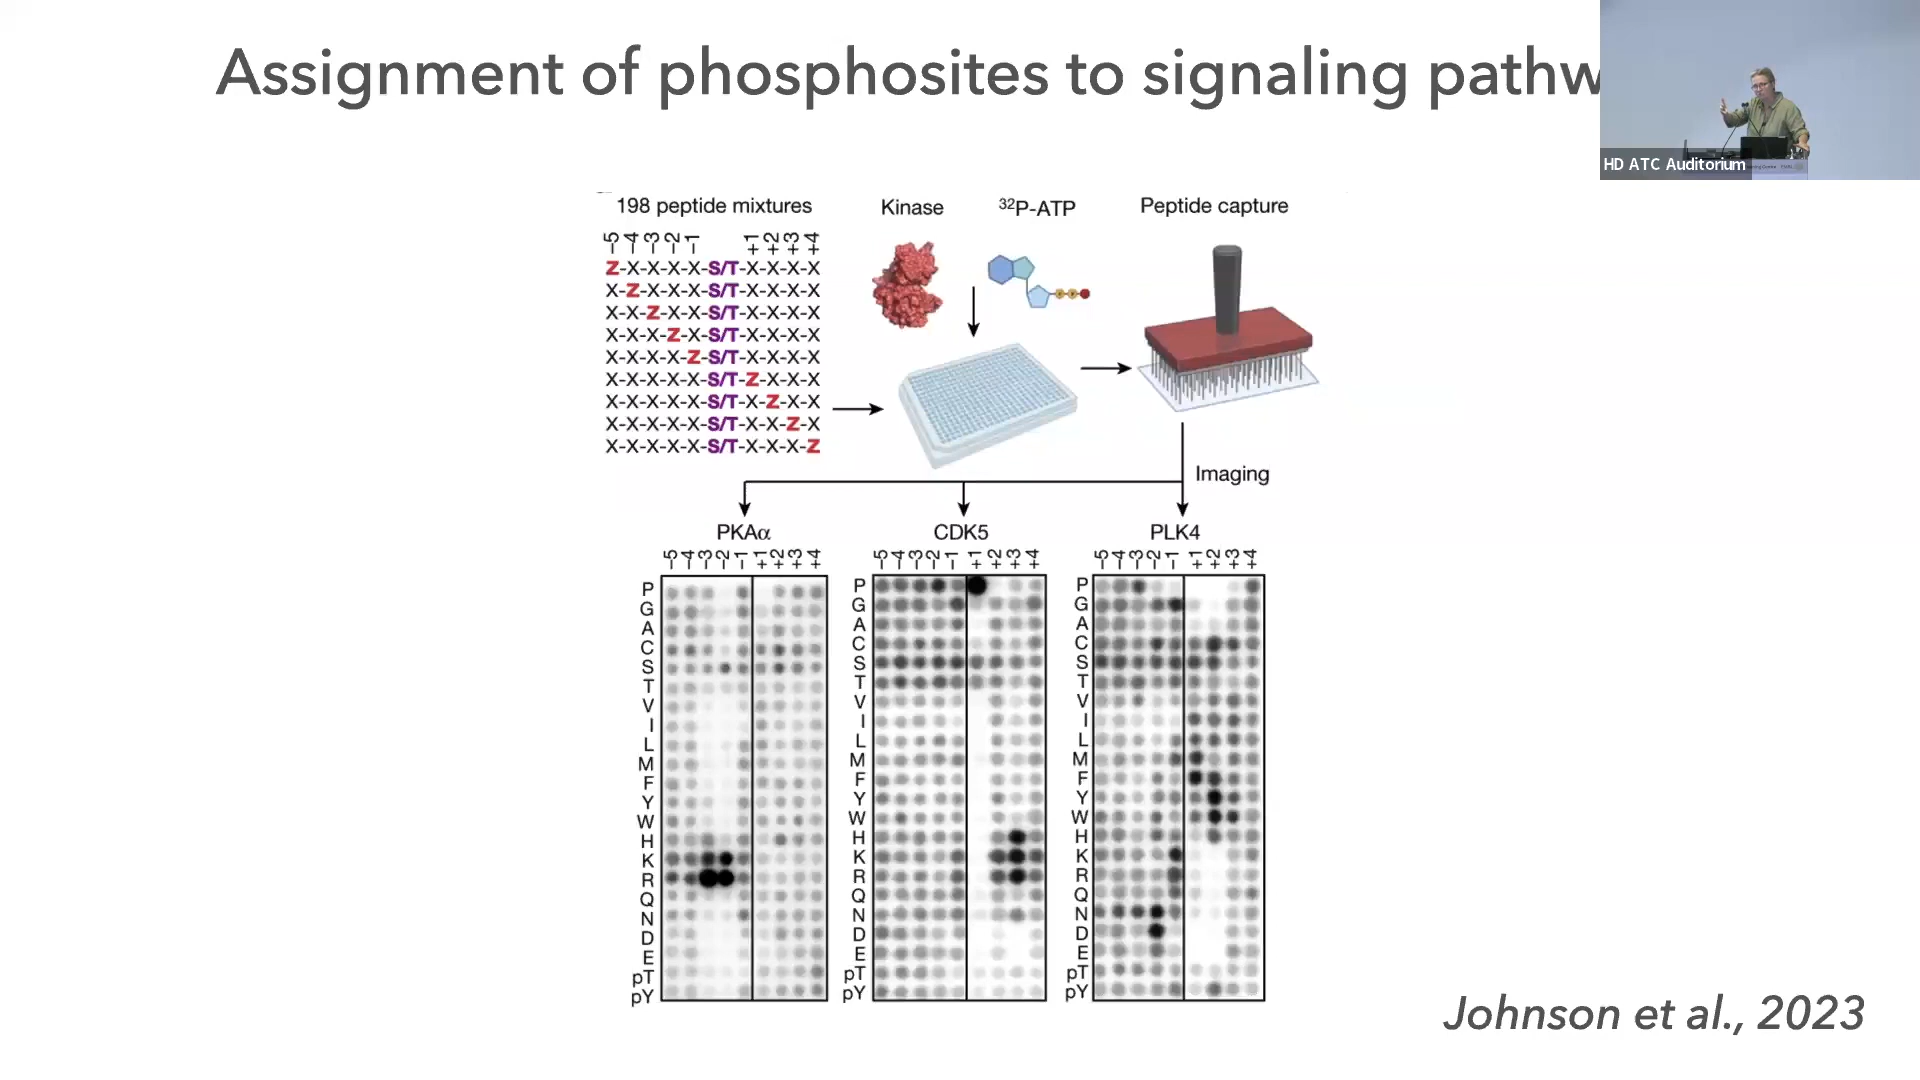 Assignment of phosphosites to signaling pathw
HD ATC Auditorium
198 peptide mixtures
Kinase
32P-ATP
Peptide capture
−5 −4 −3 −2 −1 +1 +2 +3 +4
Z-X-X-X-X-S/T-X-X-X-X
X-Z-X-X-X-S/T-X-X-X-X
X-X-Z-X-X-S/T-X-X-X-X
X-X-X-Z-X-S/T-X-X-X-X
X-X-X-X-Z-S/T-X-X-X-X
X-X-X-X-X-S/T-Z-X-X-X
X-X-X-X-X-S/T-X-Z-X-X
X-X-X-X-X-S/T-X-X-Z-X
X-X-X-X-X-S/T-X-X-X-Z
Imaging
PKAα
−5 −4 −3 −2 −1 +1 +2 +3 +4
P
G
A
C
S
T
V
I
L
M
F
Y
W
H
K
R
Q
N
D
E
pT
pY
CDK5
−5 −4 −3 −2 −1 +1 +2 +3 +4
P
G
A
C
S
T
V
I
L
M
F
Y
W
H
K
R
Q
N
D
E
pT
pY
PLK4
−5 −4 −3 −2 −1 +1 +2 +3 +4
P
G
A
C
S
T
V
I
L
M
F
Y
W
H
K
R
Q
N
D
E
pT
pY
Johnson et al., 2023